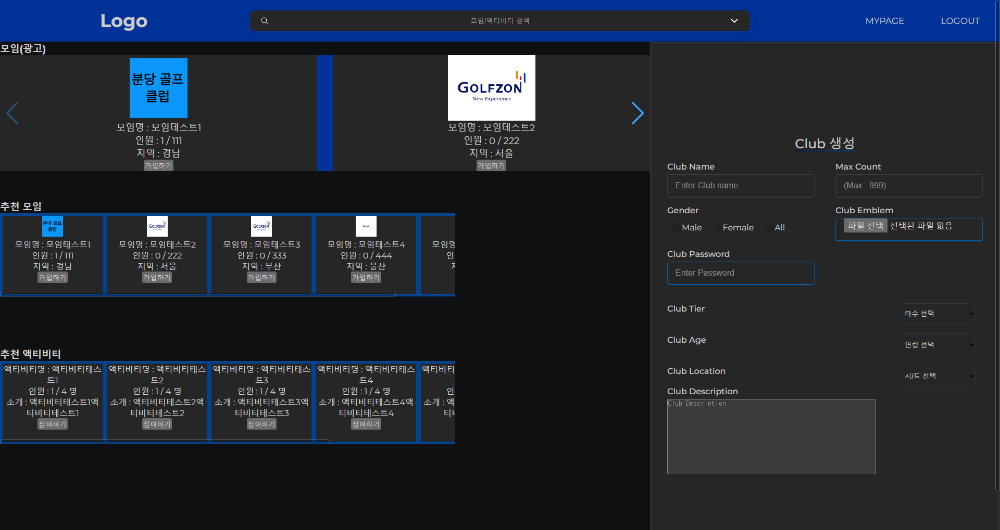 Logo
모임/액티비티 검색
MYPAGE
LOGOUT
모임(광고)
분당 골프
클럽
모임명 : 모임테스트1
인원 : 1 / 111
지역 : 경남
가입하기
GOLFZON
New Experience
모임명 : 모임테스트2
인원 : 0 / 222
지역 : 서울
가입하기
추천 모임
분당 골프
클럽
모임명 : 모임테스트1
인원 : 1 / 111
지역 : 경남
가입하기
GOLFZON
모임명 : 모임테스트2
인원 : 0 / 222
지역 : 서울
가입하기
GOLFZON
모임명 : 모임테스트3
인원 : 0 / 333
지역 : 부산
가입하기
모임명 : 모임테스트4
인원 : 0 / 444
지역 : 울산
가입하기
모임명
추천 액티비티
액티비티명 : 액티비티테스
트1
인원 : 1 / 4 명
소개 : 액티비티테스트1액
티비티테스트1
참여하기
액티비티명 : 액티비티테스
트2
인원 : 1 / 4 명
소개 : 액티비티테스트2액
티비티테스트2
참여하기
액티비티명 : 액티비티테스
트3
인원 : 1 / 4 명
소개 : 액티비티테스트3액
티비티테스트3
참여하기
액티비티명 : 액티비티테스
트4
인원 : 1 / 4 명
소개 : 액티비티테스트4액
티비티테스트4
참여하기
액티비티
인
소개 : 액
티비
Club 생성
Club Name
Enter Club name
Max Count
(Max : 999)
Gender
Male
Female
All
Club Emblem
파일 선택 선택된 파일 없음
Club Password
Enter Password
Club Tier
타수 선택
Club Age
연령 선택
Club Location
시/도 선택
Club Description
Club Description